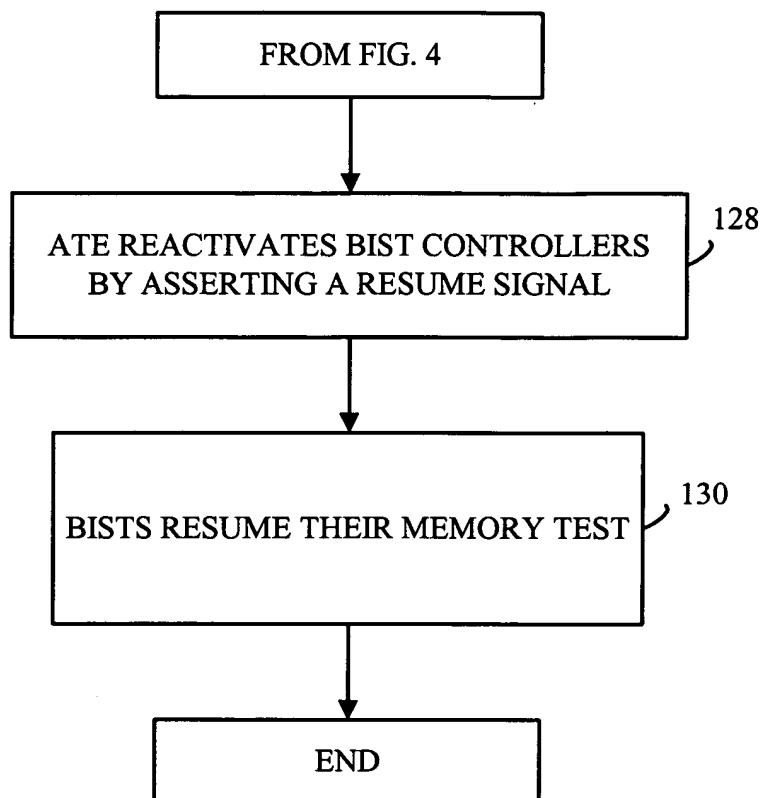 FROM FIG. 4
128
ATE REACTIVATES BIST CONTROLLERS
BY ASSERTING A RESUME SIGNAL
130
BISTS RESUME THEIR MEMORY TEST
END